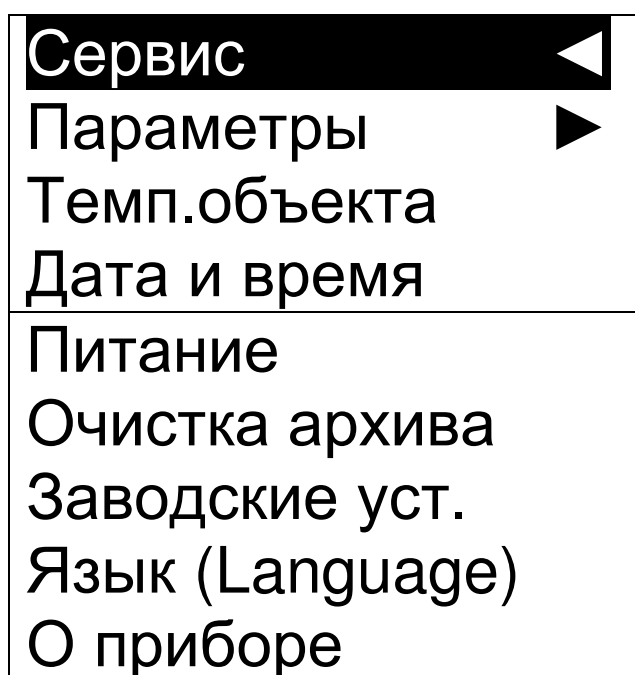 Сервис
Параметры
Темп.объекта
Дата и время
Питание
Очистка архива
Заводские уст.
Язык (Language)
О приборе